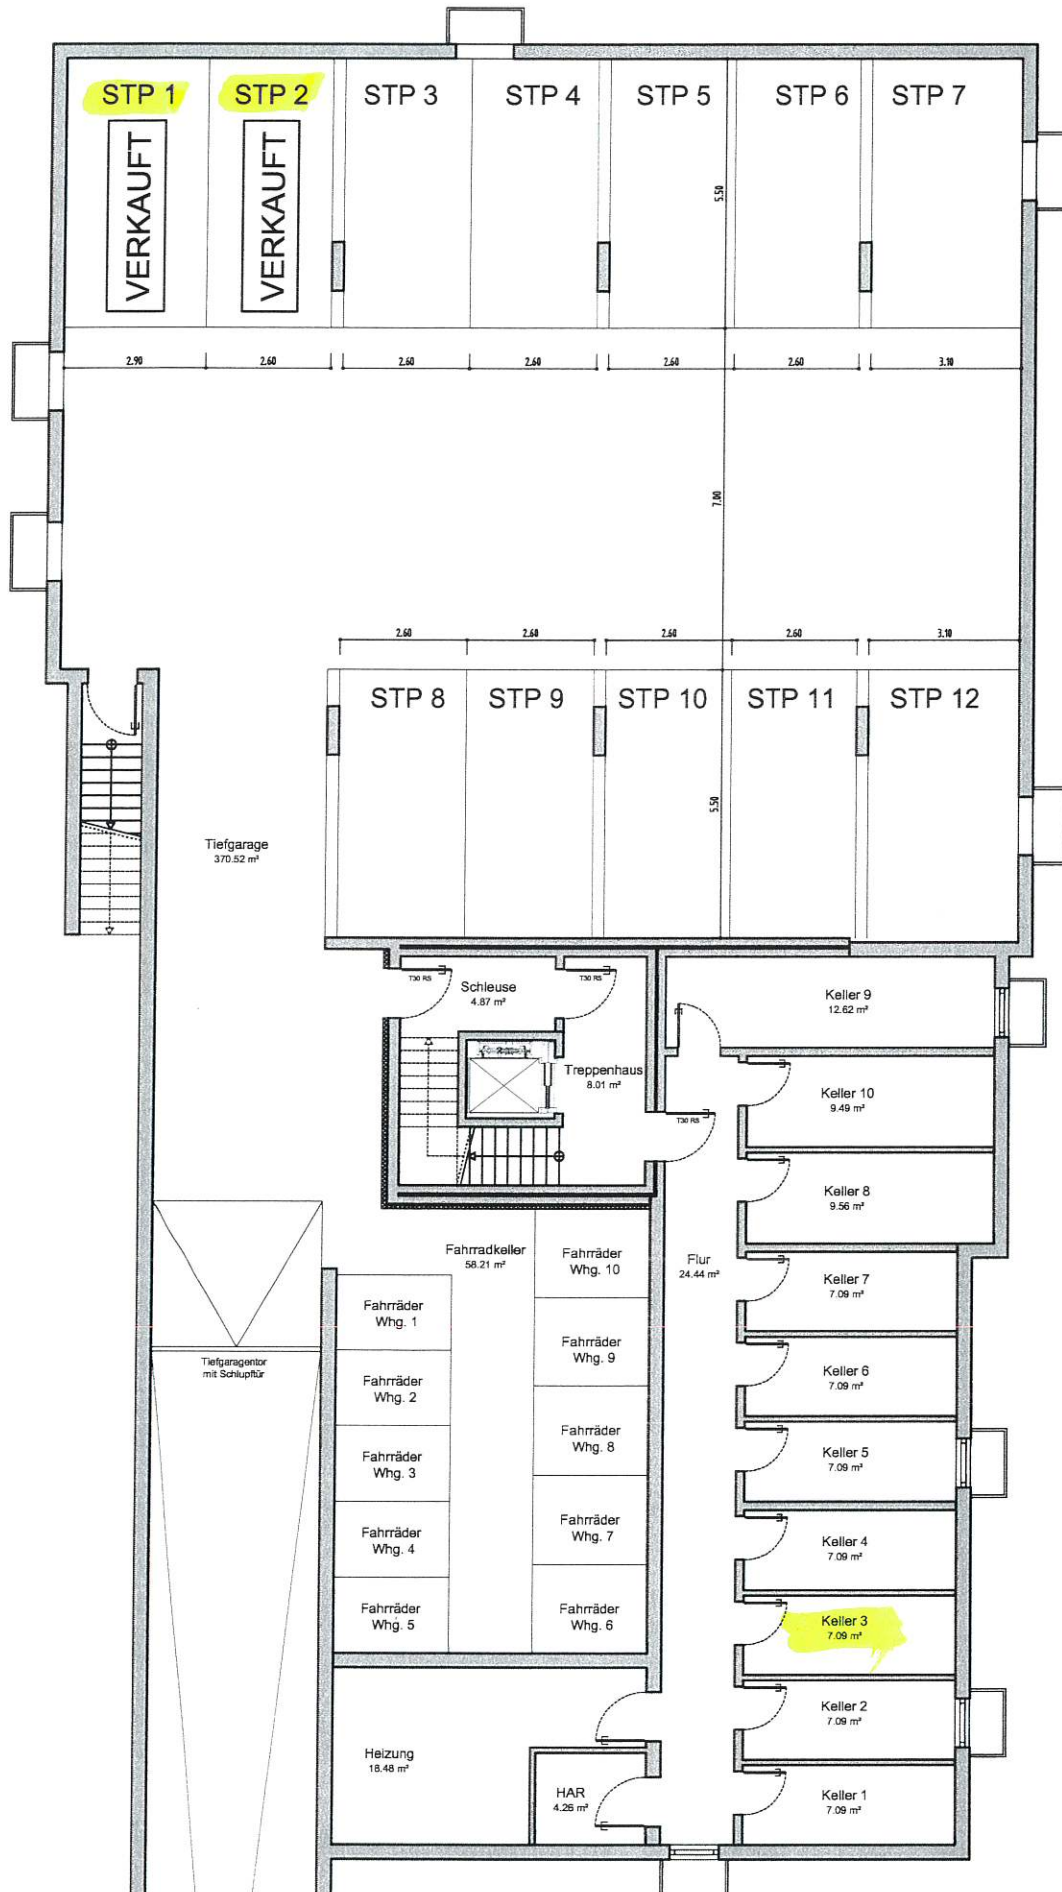 STP 1
STP 2
STP 3
STP 4
STP 5
STP 6
STP 7
VERKAUFT
VERKAUFT
5.50
2.90
2.60
2.60
2.60
2.60
2.60
3.10
7.00
2.60
2.60
2.60
2.60
3.10
STP 8
STP 9
STP 10
STP 11
STP 12
5.50
Tiefgarage
370.52 m²
T30 RS
Schleuse
4.87 m²
T30 RS
Keller 9
12.62 m²
Treppenhaus
8.01 m²
T30 RS
Keller 10
9.49 m²
Keller 8
9.56 m²
Fahrradkeller
58.21 m²
Fahrräder
Whg. 10
Flur
24.44 m²
Keller 7
7.09 m²
Fahrräder
Whg. 1
Fahrräder
Whg. 9
Tiefgaragentor
mit Schlupftür
Keller 6
7.09 m²
Fahrräder
Whg. 2
Fahrräder
Whg. 8
Keller 5
7.09 m²
Fahrräder
Whg. 3
Fahrräder
Whg. 7
Keller 4
7.09 m²
Fahrräder
Whg. 4
Fahrräder
Whg. 5
Fahrräder
Whg. 6
Keller 3
7.09 m²
Keller 2
7.09 m²
Heizung
18.48 m²
HAR
4.26 m²
Keller 1
7.09 m²